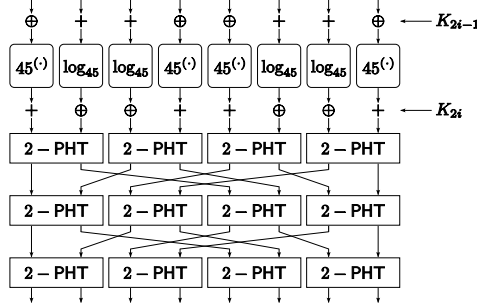 ⊕ + + ⊕ ⊕ + + ⊕ K₂ᵢ₋₁
45⁽·⁾ log₄₅ log₄₅ 45⁽·⁾ 45⁽·⁾ log₄₅ log₄₅ 45⁽·⁾
+ ⊕ ⊕ + + ⊕ ⊕ + K₂ᵢ
2 − PHT 2 − PHT 2 − PHT 2 − PHT
2 − PHT 2 − PHT 2 − PHT 2 − PHT
2 − PHT 2 − PHT 2 − PHT 2 − PHT